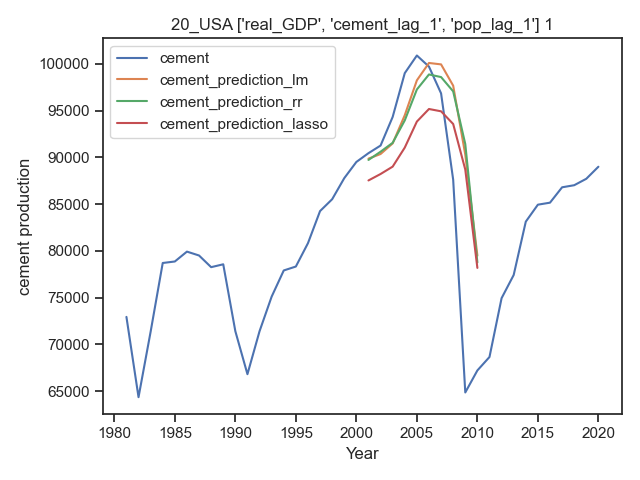 20_USA ['real_GDP', 'cement_lag_1', 'pop_lag_1'] 1
cement
cement_prediction_lm
cement_prediction_rr
cement_prediction_lasso
cement production
100000
95000
90000
85000
80000
75000
70000
65000
1980 1985 1990 1995 2000 2005 2010 2015 2020
Year